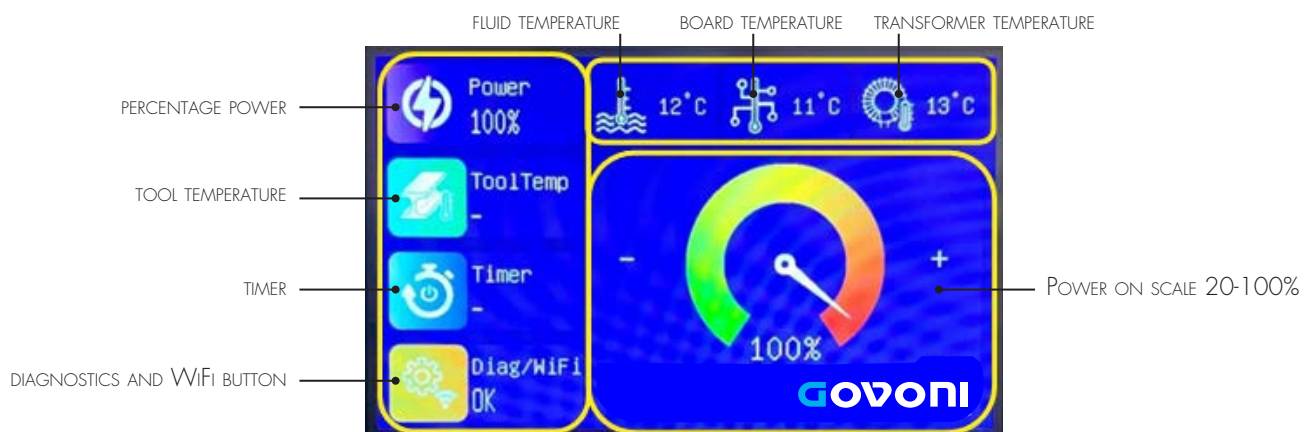 FLUID TEMPERATURE
BOARD TEMPERATURE
TRANSFORMER TEMPERATURE
PERCENTAGE POWER
Power
100%
12°C
11°C
13°C
TOOL TEMPERATURE
ToolTemp
-
-
+
TIMER
Timer
-
POWER ON SCALE 20-100%
100%
DIAGNOSTICS AND WIFI BUTTON
Diag/WiFi
OK
GOVONI